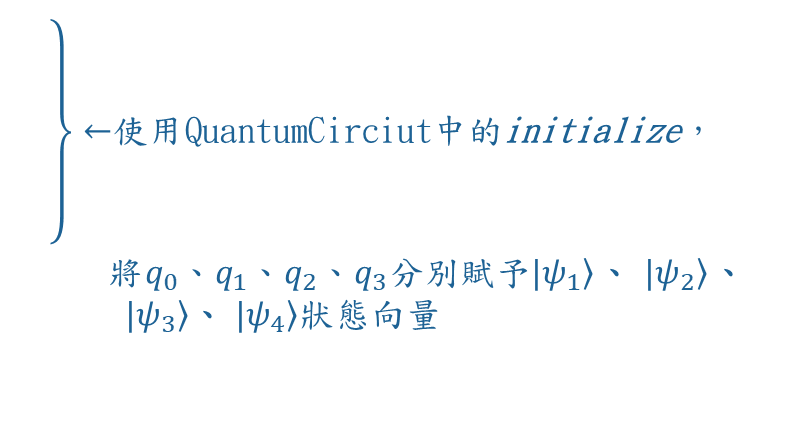 ←使用QuantumCirciut中的initialize，
將q₀、q₁、q₂、q₃分別賦予|ψ₁⟩、 |ψ₂⟩、
|ψ₃⟩、 |ψ₄⟩狀態向量